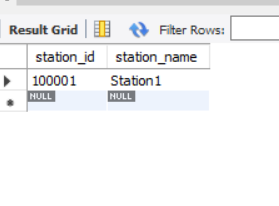 Result Grid Filter Rows:
station_id station_name
100001 Station1
NULL NULL